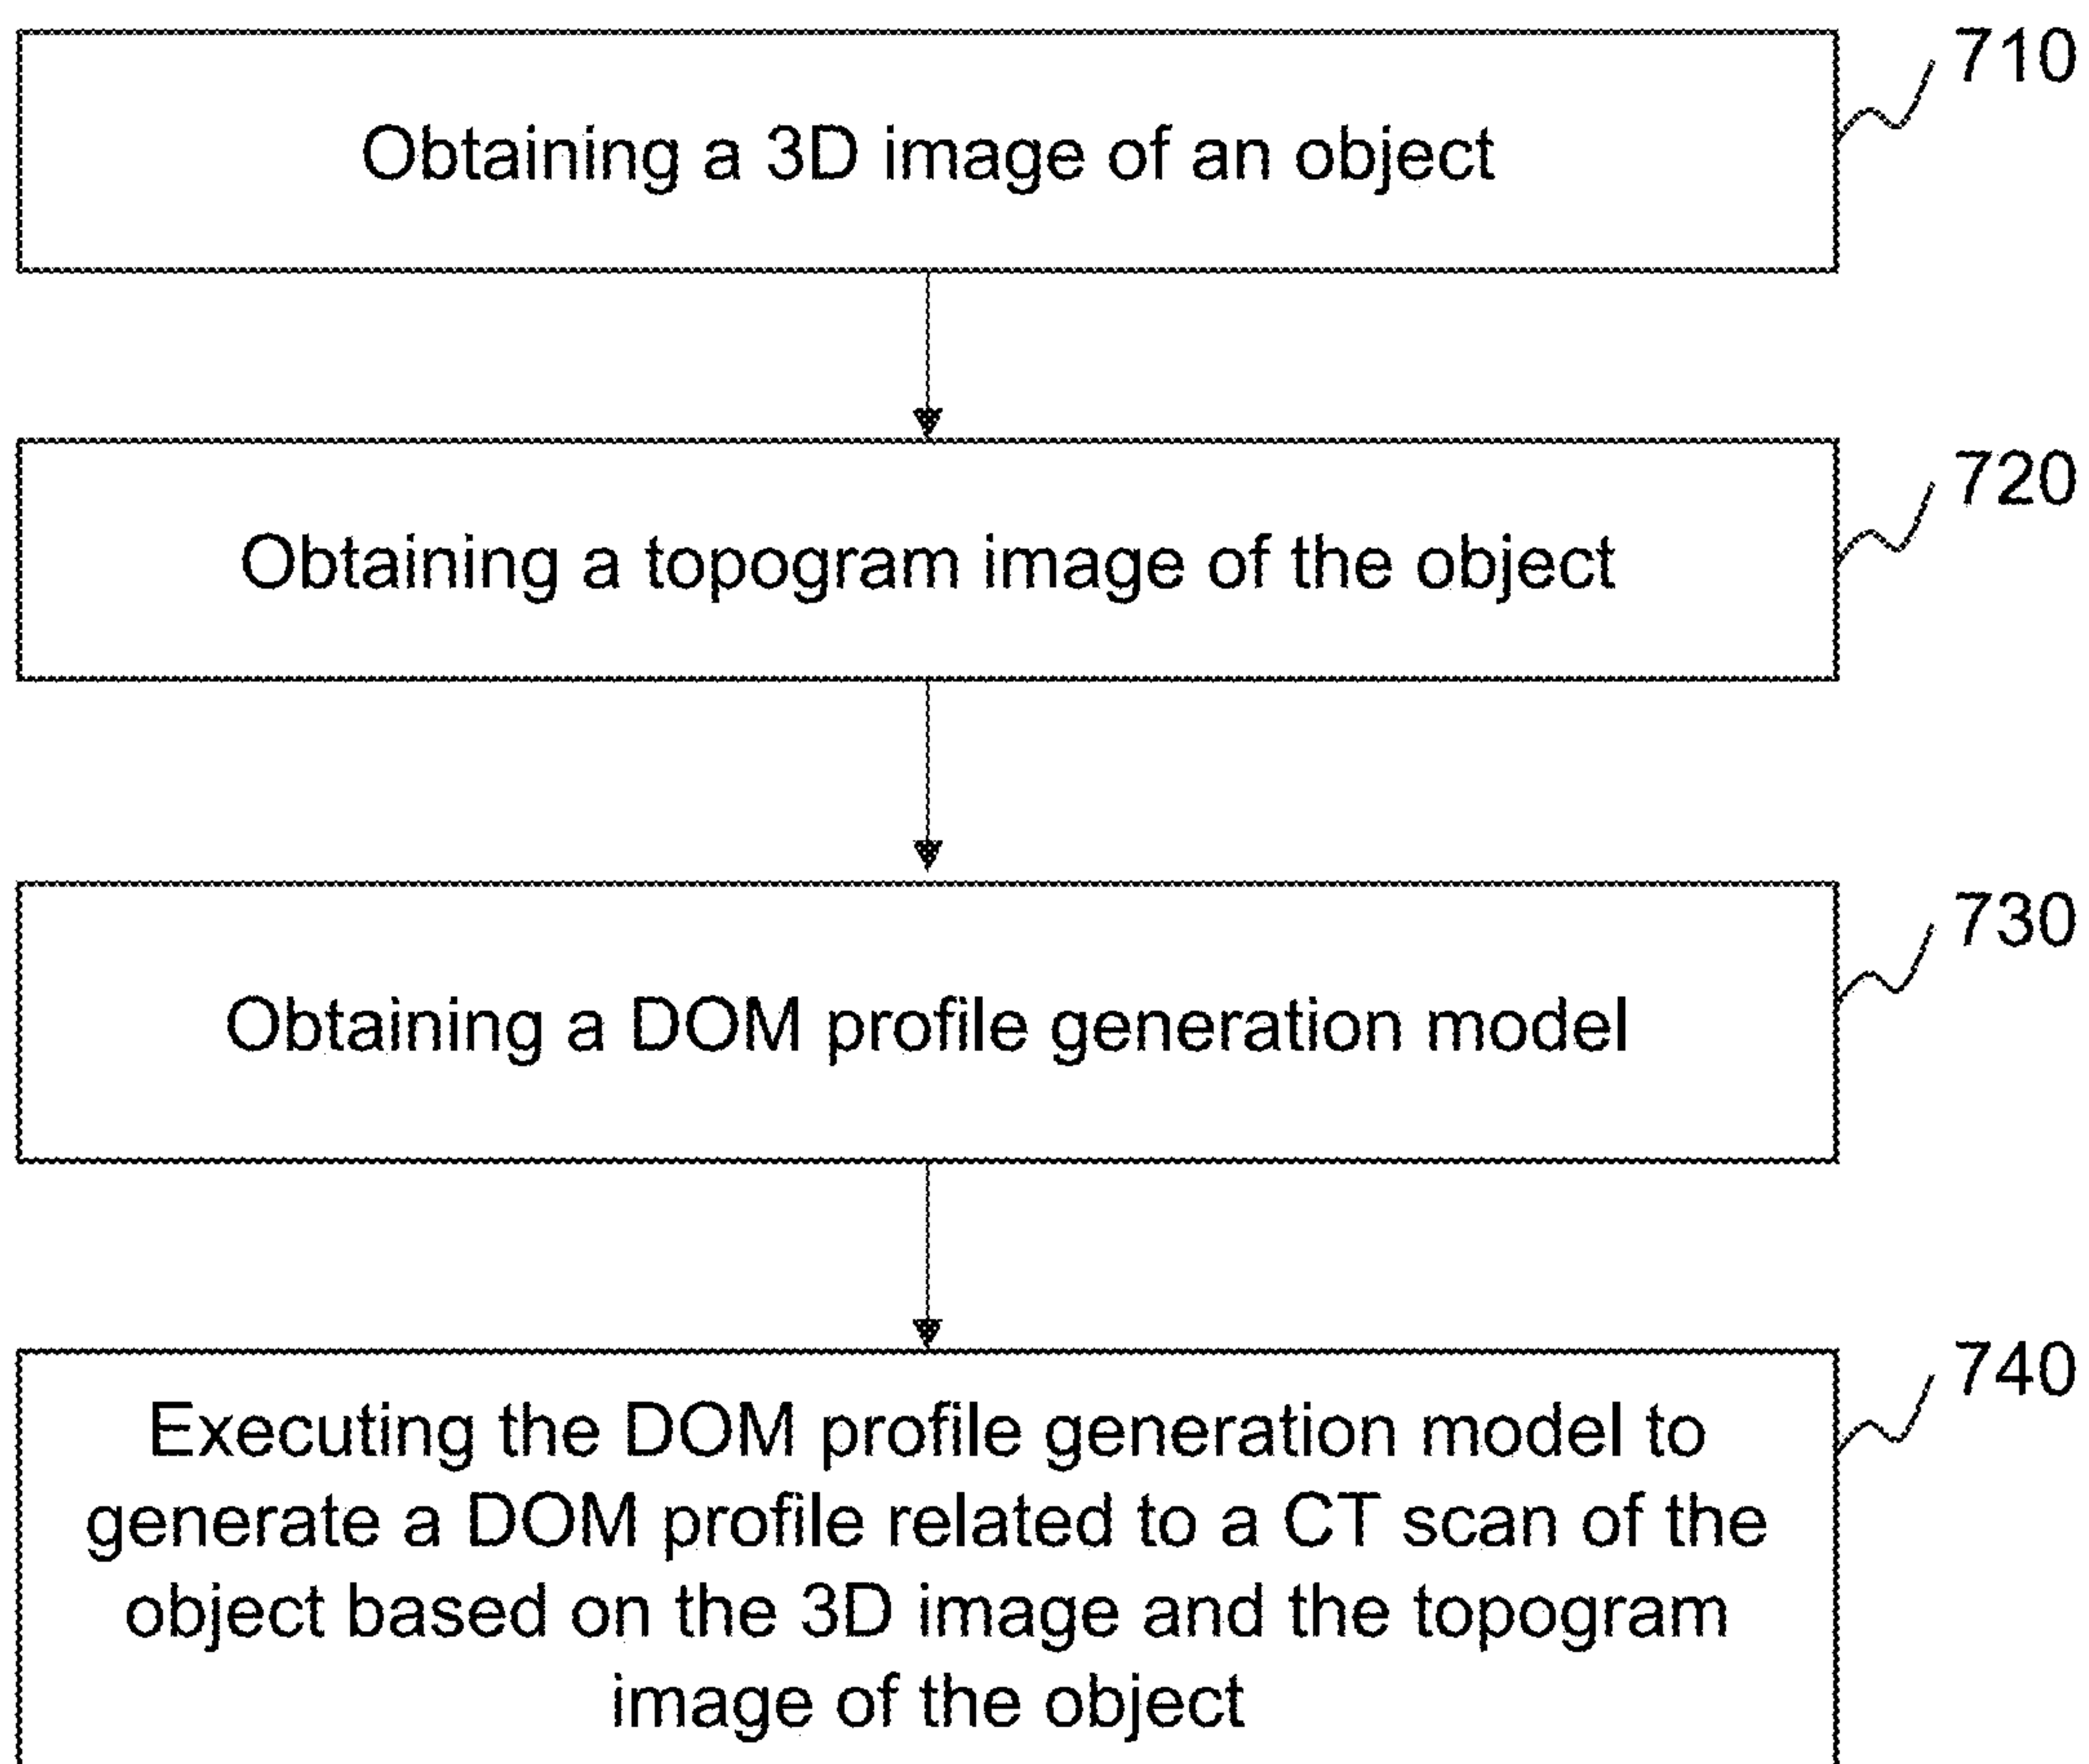 710
Obtaining a 3D image of an object
720
Obtaining a topogram image of the object
730
Obtaining a DOM profile generation model
740
Executing the DOM profile generation model to
generate a DOM profile related to a CT scan of the
object based on the 3D image and the topogram
image of the object